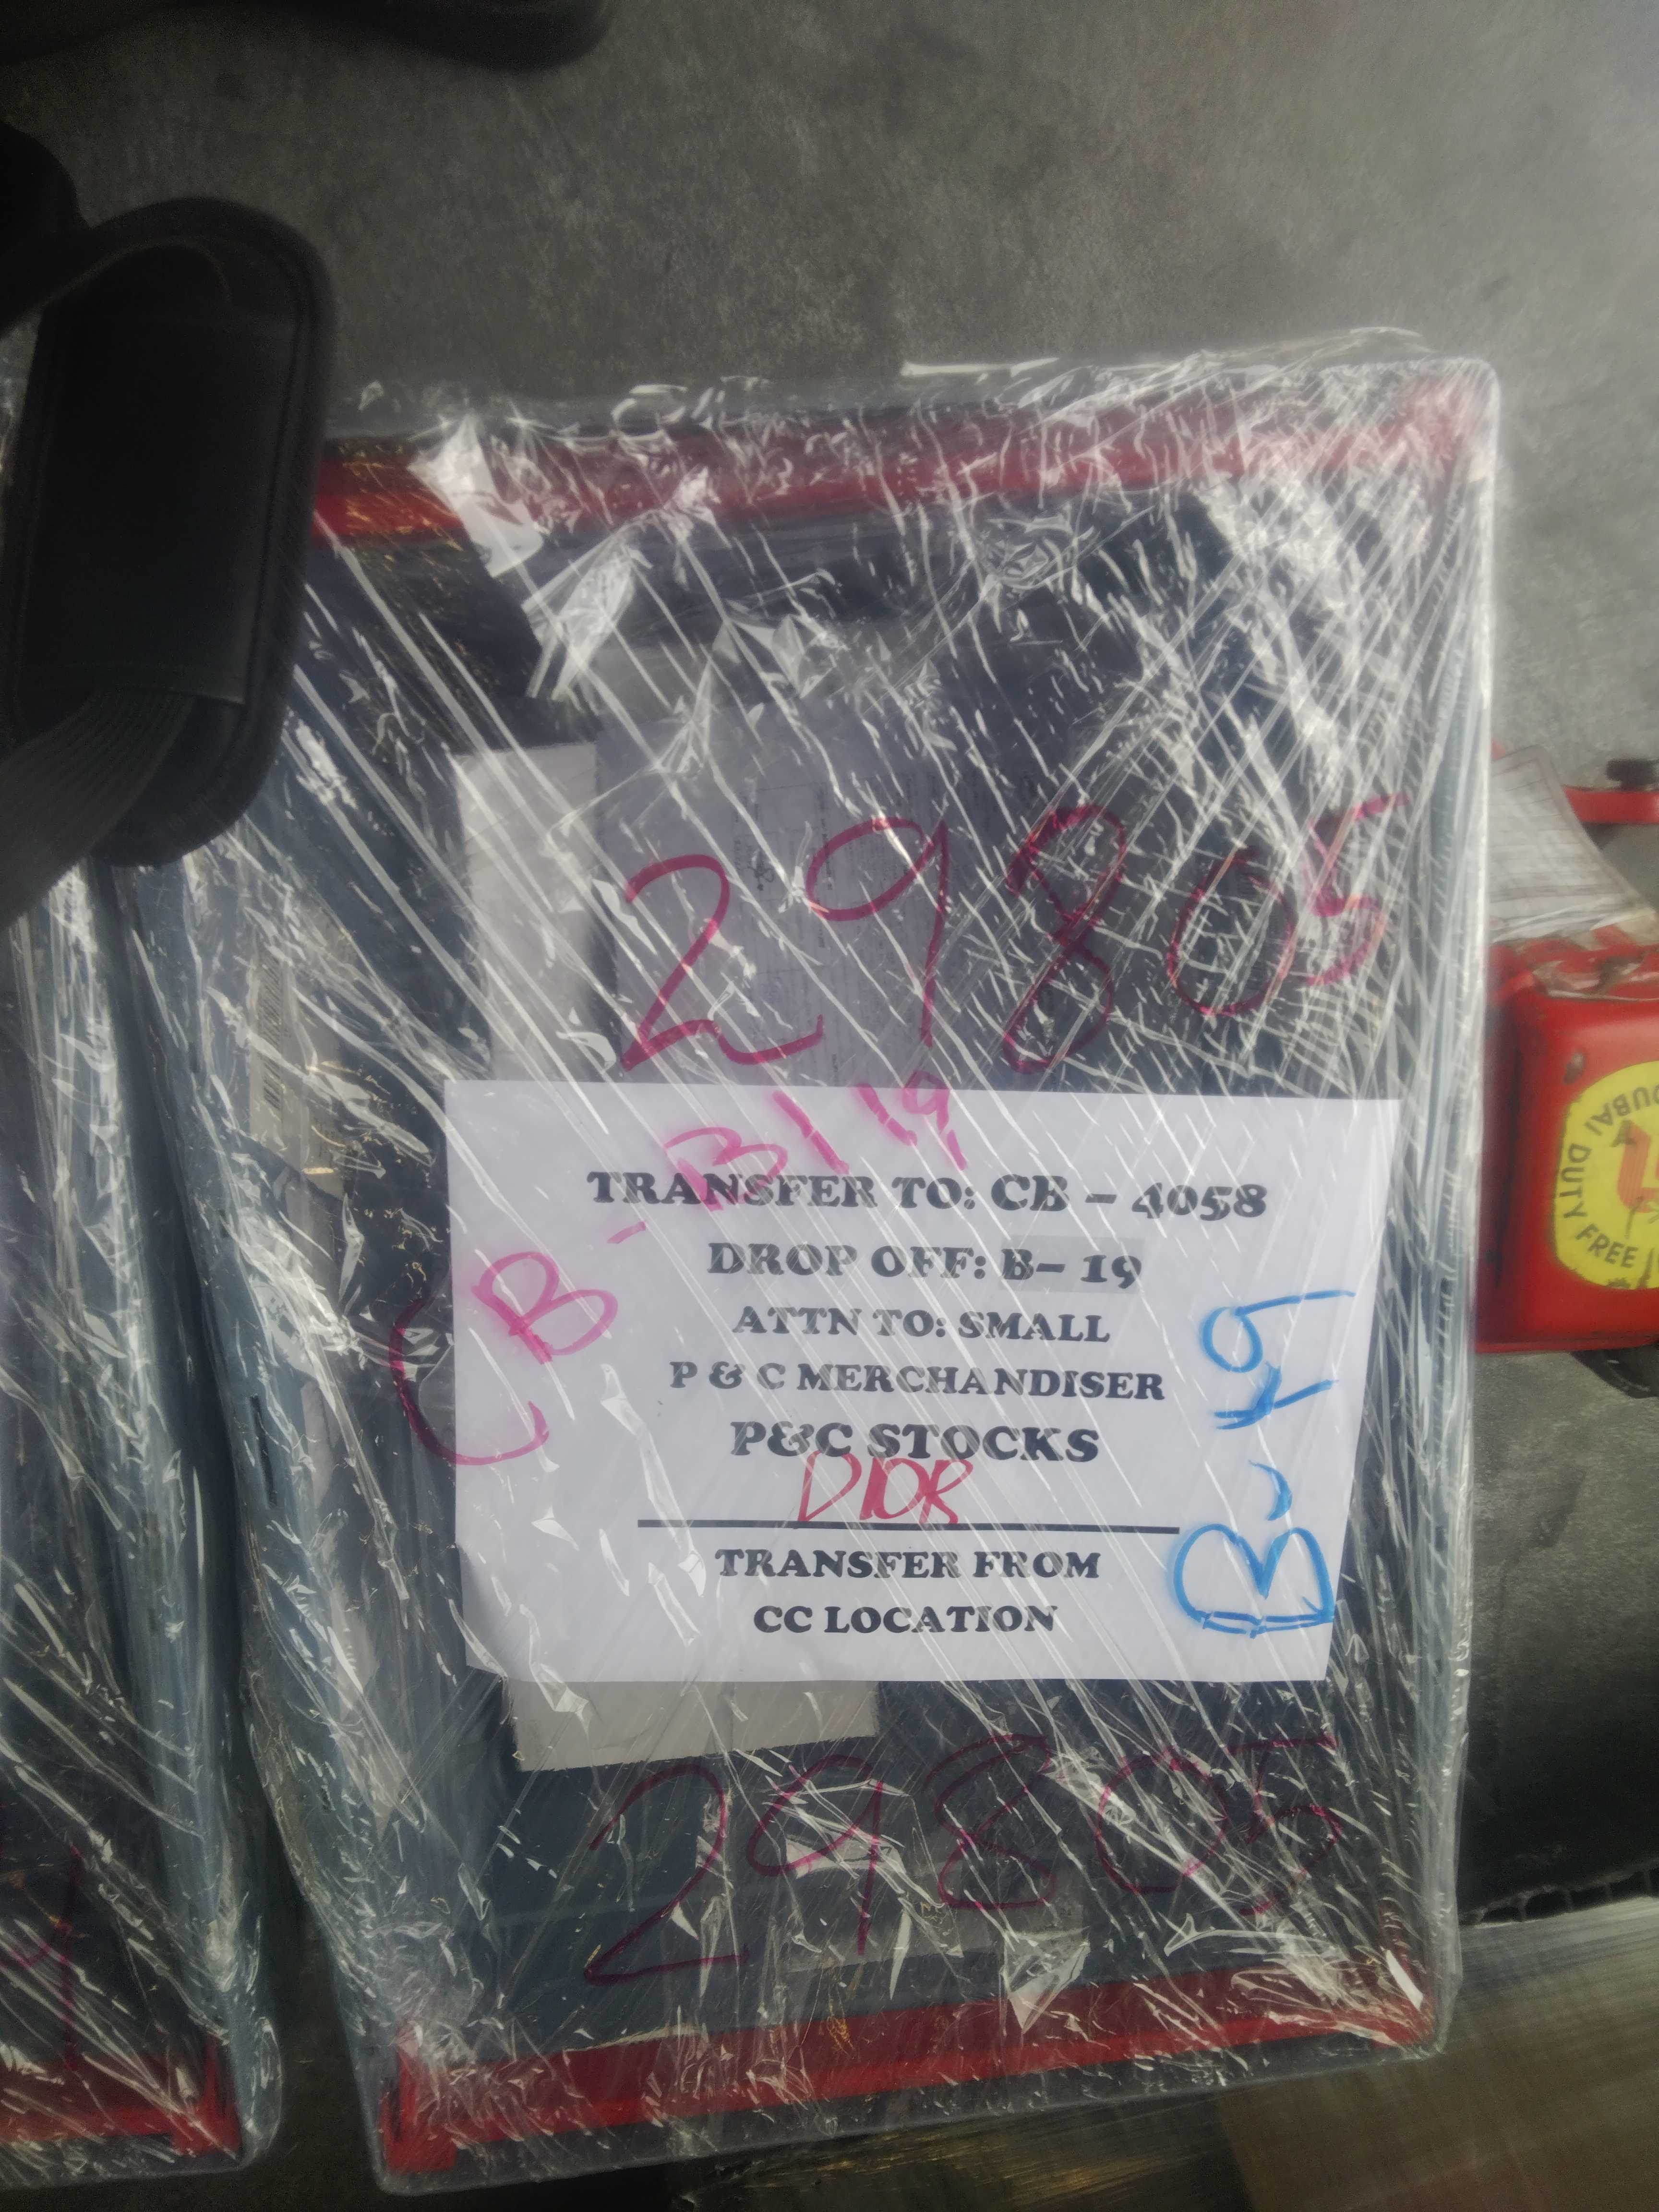 29805
CB - B119
TRANSFER TO: CB – 4058
DROP OFF: B– 19
ATTN TO: SMALL
P & C MERCHANDISER
P&C STOCKS
DIOR
TRANSFER FROM
CC LOCATION
B-19
29805
DUBAI DUTY FREE